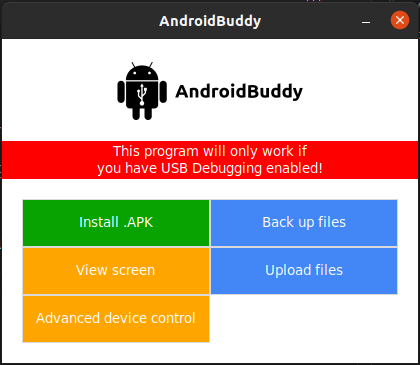 AndroidBuddy
AndroidBuddy
This program will only work if
you have USB Debugging enabled!
Install .APK
Back up files
View screen
Upload files
Advanced device control